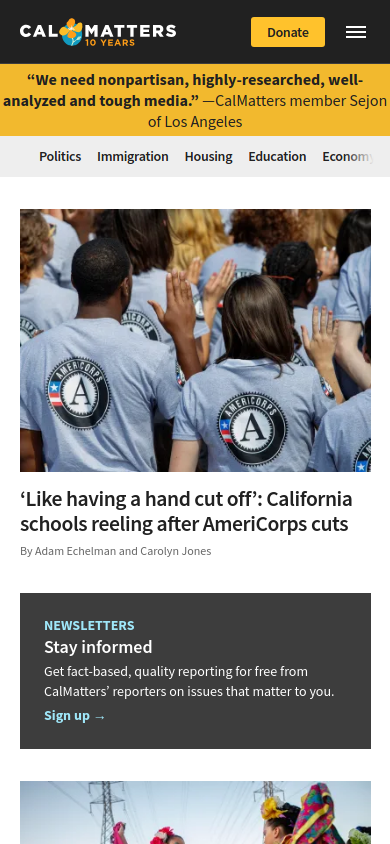 CALMATTERS
10 YEARS
Donate
“We need nonpartisan, highly-researched, well-
analyzed and tough media.” —CalMatters member Sejon
of Los Angeles
Politics Immigration Housing Education Economy
AMERICORPS
AMERICORPS
‘Like having a hand cut off’: California
schools reeling after AmeriCorps cuts
By Adam Echelman and Carolyn Jones
NEWSLETTERS
Stay informed
Get fact-based, quality reporting for free from
CalMatters’ reporters on issues that matter to you.
Sign up →